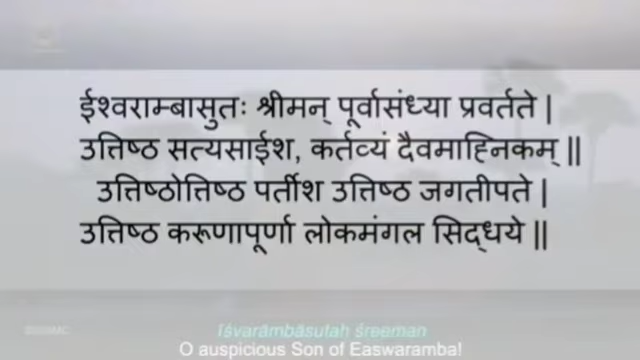 ईश्वराम्बासुतः श्रीमन् पूर्वासंध्या प्रवर्तते |
उत्तिष्ठ सत्यसाईश, कर्तव्यं दैवमाह्निकम् ||
उत्तिष्ठोत्तिष्ठ पर्तीश उत्तिष्ठ जगतीपते |
उत्तिष्ठ करूणापूर्णा लोकमंगल सिद्धये ||
Īśvarāmbāsutaḥ śreeman
O auspicious Son of Easwaramba!